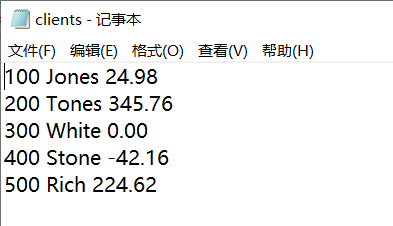 clients - 记事本
文件(F) 编辑(E) 格式(O) 查看(V) 帮助(H)
100 Jones 24.98
200 Tones 345.76
300 White 0.00
400 Stone -42.16
500 Rich 224.62